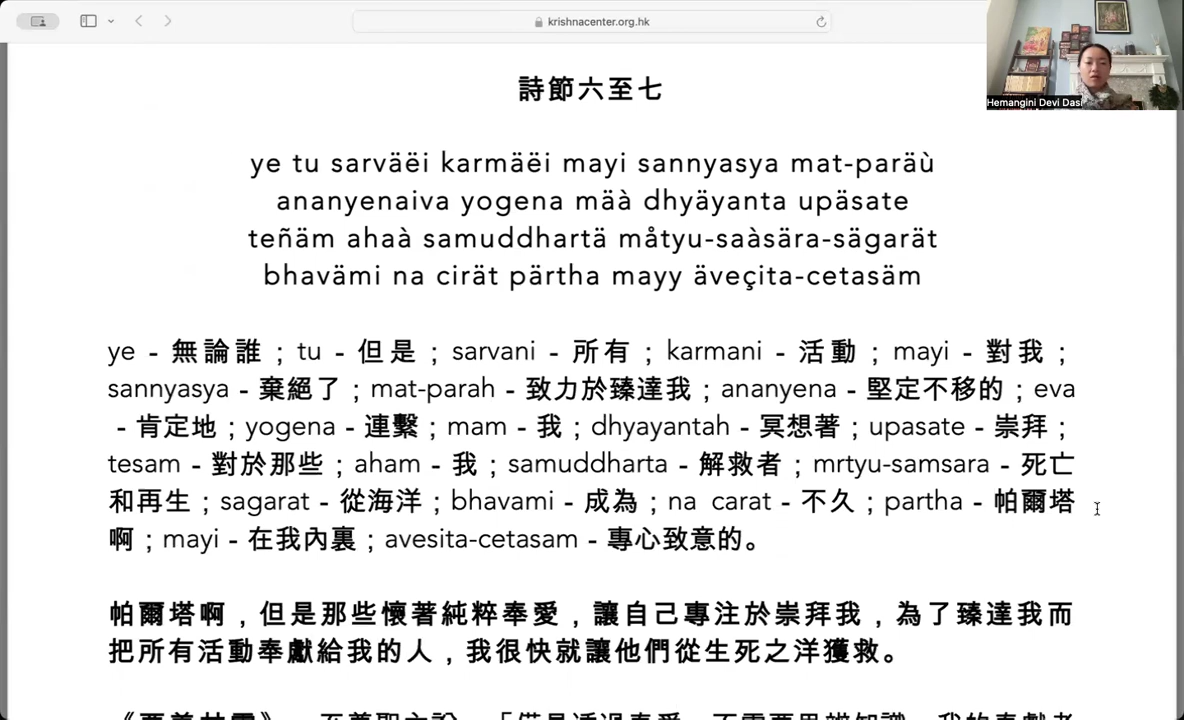 krishnacenter.org.hk
Hemangini Devi Dasi
詩節六至七
ye tu sarväëi karmäëi mayi sannyasya mat-paräù
ananyenaiva yogena mäà dhyäyanta upäsate
teñäm ahaà samuddhartä måtyu-saàsära-sägarät
bhavämi na cirät pärtha mayy äveçita-cetasäm
ye - 無論誰；tu - 但是；sarvani - 所有；karmani - 活動；mayi - 對我；
sannyasya - 棄絕了；mat-parah - 致力於臻達我；ananyena - 堅定不移的；eva
- 肯定地；yogena - 連繫；mam - 我；dhyayantah - 冥想著；upasate - 崇拜；
tesam - 對於那些；aham - 我；samuddharta - 解救者；mrtyu-samsara - 死亡
和再生；sagarat - 從海洋；bhavami - 成為；na carat - 不久；partha - 帕爾塔
啊；mayi - 在我內裏；avesita-cetasam - 專心致意的。
帕爾塔啊，但是那些懷著純粹奉愛，讓自己專注於崇拜我，為了臻達我而
把所有活動奉獻給我的人，我很快就讓他們從生死之洋獲救。